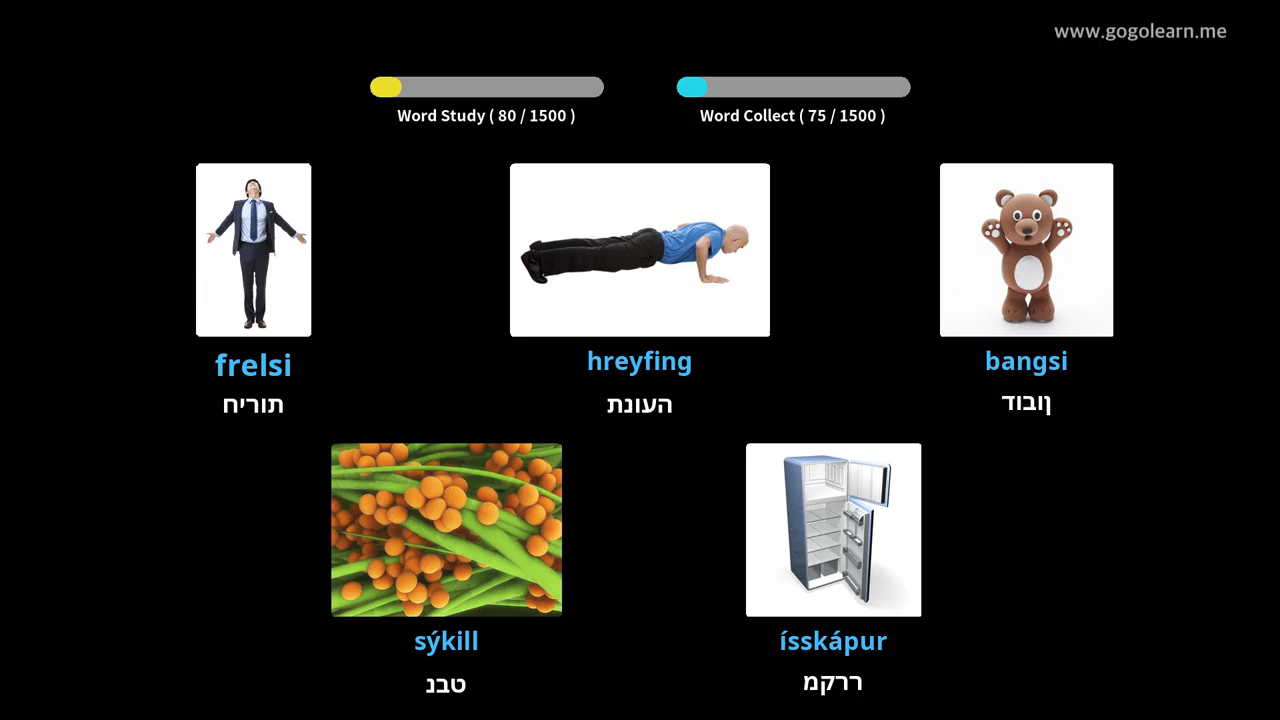 www.gogolearn.me
Word Study ( 80 / 1500 )
Word Collect ( 75 / 1500 )
frelsi
חירות
hreyfing
תנועה
bangsi
דובון
sýkill
נבט
ísskápur
מקרר